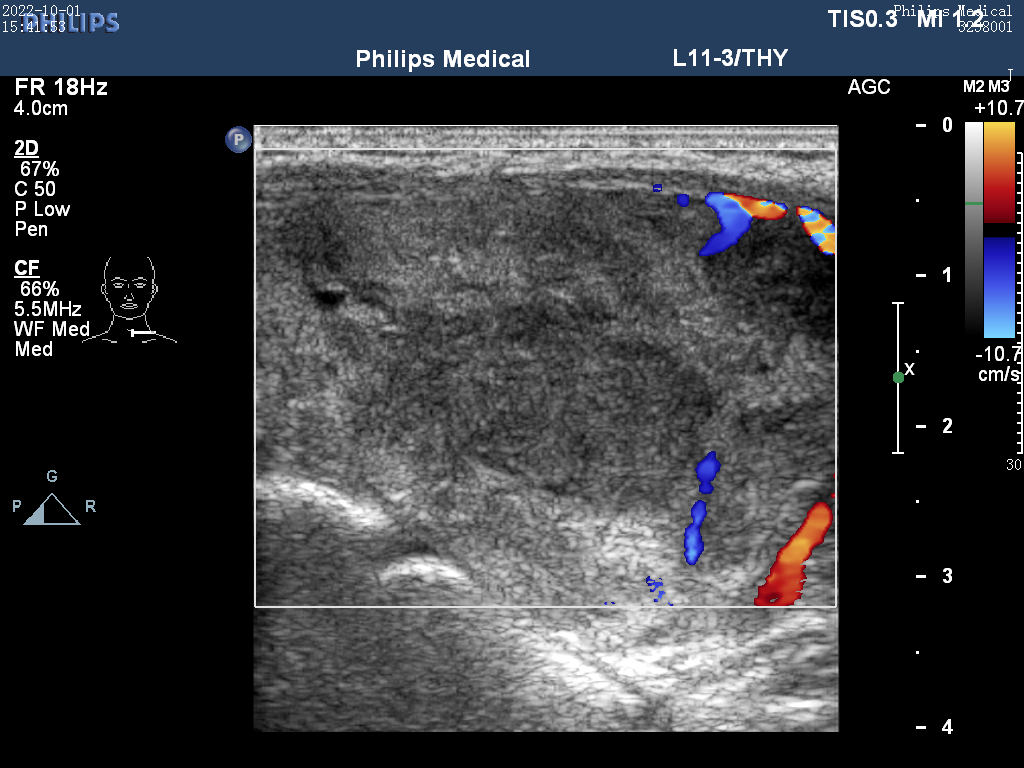 2022-10-01
15:41:53
PHILIPS
TIS0.3 MI 1.2
Philips Medical
3298001
Philips Medical
L11-3/THY
FR 18Hz
4.0cm
2D
67%
C 50
P Low
Pen
CF
66%
5.5MHz
WF Med
Med
P
AGC
J
M2 M3
+10.7
-10.7
cm/s
0
1
X
2
3
4
30
G
P R